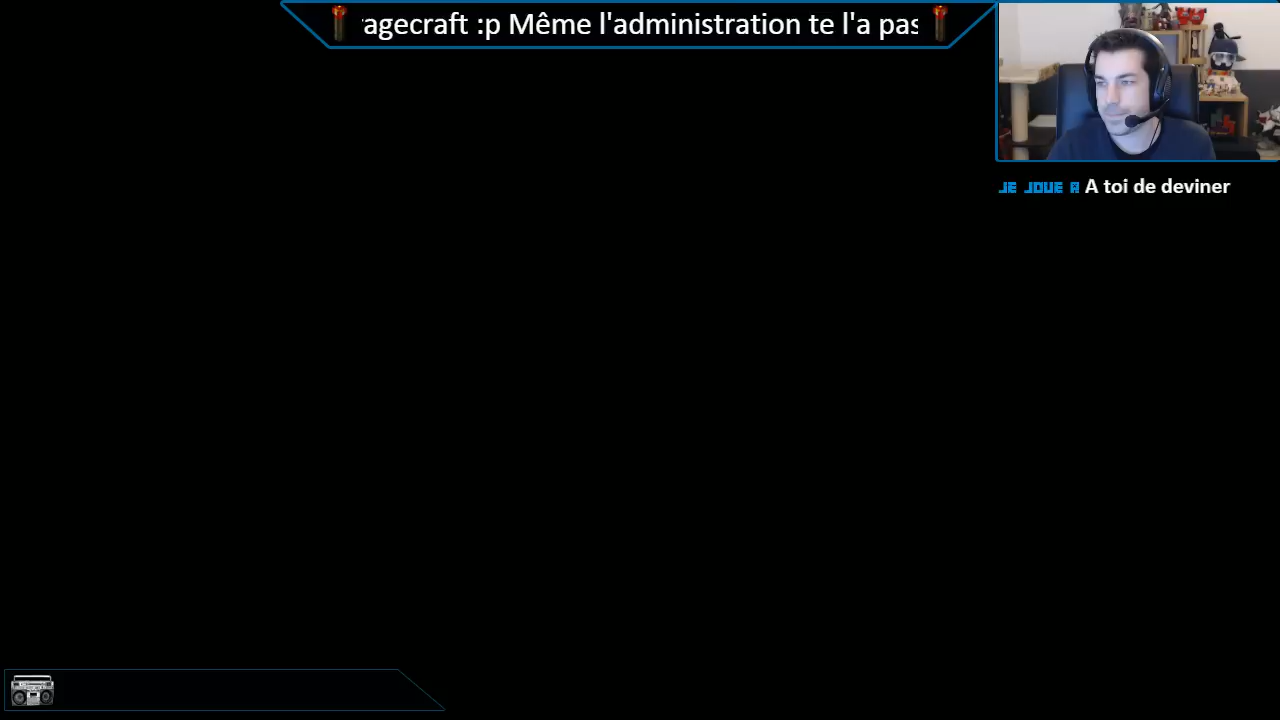 agecraft :p Même l'administration te l'a pas
JE JOUE A A toi de deviner